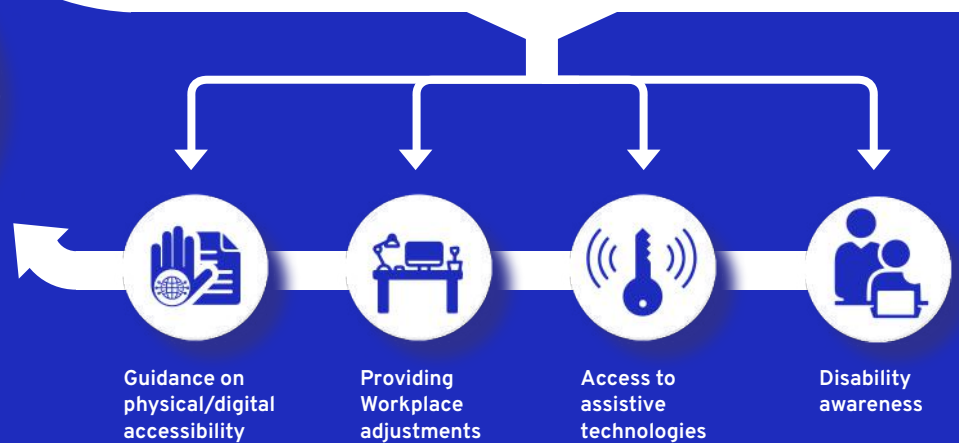 Guidance on
physical/digital
accessibility
Providing
Workplace
adjustments
Access to
assistive
technologies
Disability
awareness